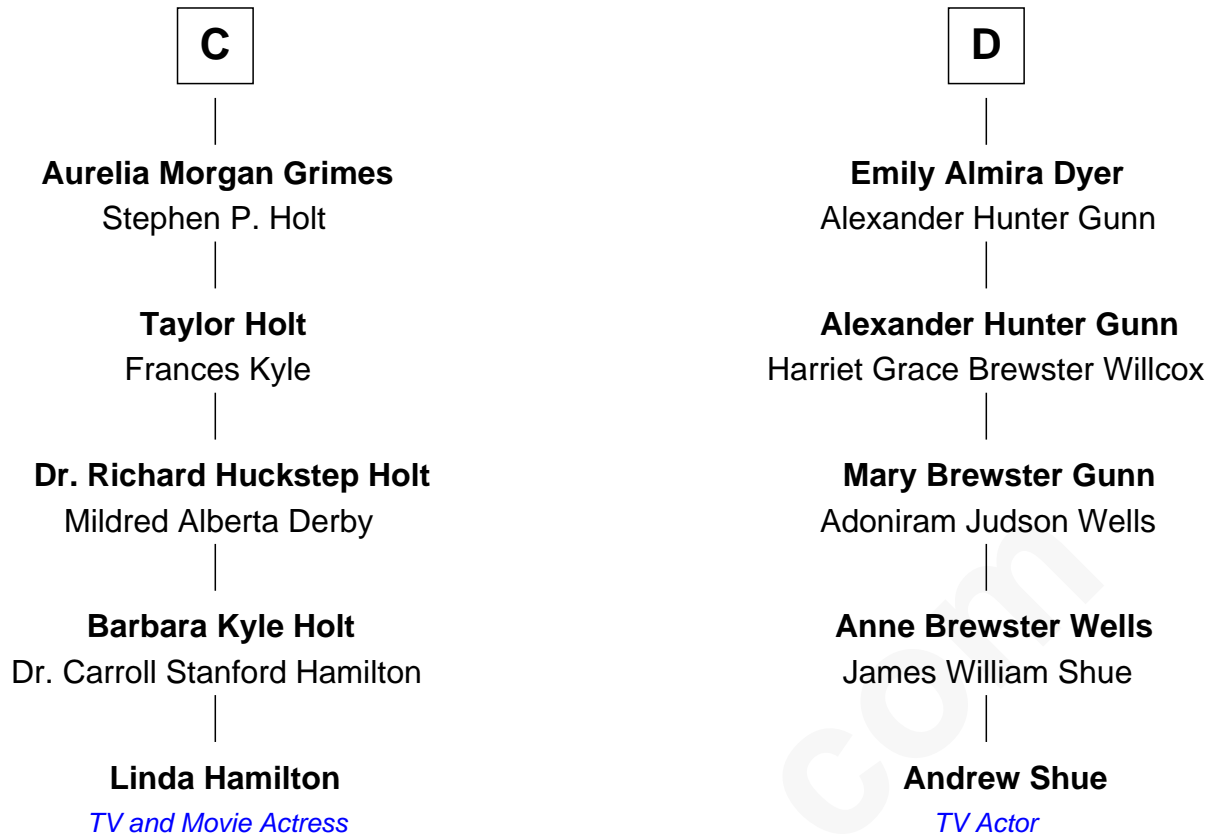 C
Aurelia Morgan Grimes
Stephen P. Holt
Taylor Holt
Frances Kyle
Dr. Richard Huckstep Holt
Mildred Alberta Derby
Barbara Kyle Holt
Dr. Carroll Stanford Hamilton
Linda Hamilton
TV and Movie Actress
D
Emily Almira Dyer
Alexander Hunter Gunn
Alexander Hunter Gunn
Harriet Grace Brewster Willcox
Mary Brewster Gunn
Adoniram Judson Wells
Anne Brewster Wells
James William Shue
Andrew Shue
TV Actor
com